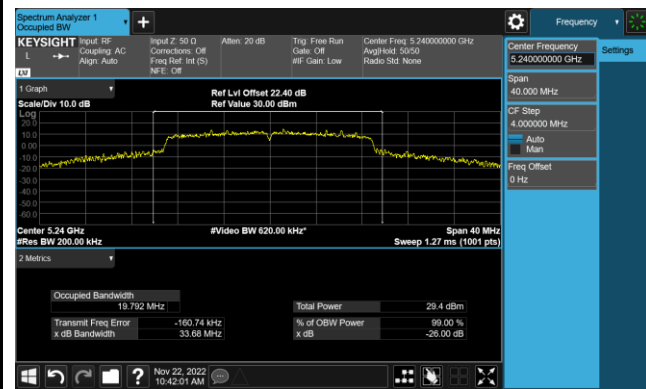 Spectrum Analyzer 1
Occupied BW
Frequency
KEYSIGHT
L
LXI
Input: RF
Coupling: AC
Align: Auto
Input Z: 50 Ω
Corrections: Off
Freq Ref: Int (S)
NFE: Off
Atten: 20 dB
Trig: Free Run
Gate: Off
#IF Gain: Low
Center Freq: 5.240000000 GHz
Avg|Hold: 50/50
Radio Std: None
Center Frequency
5.240000000 GHz
Settings
Span
40.000 MHz
CF Step
4.000000 MHz
Auto
Man
Freq Offset
0 Hz
1 Graph
Scale/Div 10.0 dB
Ref Lvl Offset 22.40 dB
Ref Value 30.00 dBm
Log
20.0
10.0
0.00
-10.0
-20.0
-30.0
-40.0
-50.0
-60.0
Center 5.24 GHz
#Res BW 200.00 kHz
#Video BW 620.00 kHz*
Span 40 MHz
Sweep 1.27 ms (1001 pts)
2 Metrics
Occupied Bandwidth
19.792 MHz
Total Power 29.4 dBm
Transmit Freq Error -160.74 kHz
% of OBW Power 99.00 %
x dB Bandwidth 33.68 MHz
x dB -26.00 dB
?
Nov 22, 2022
10:42:01 AM